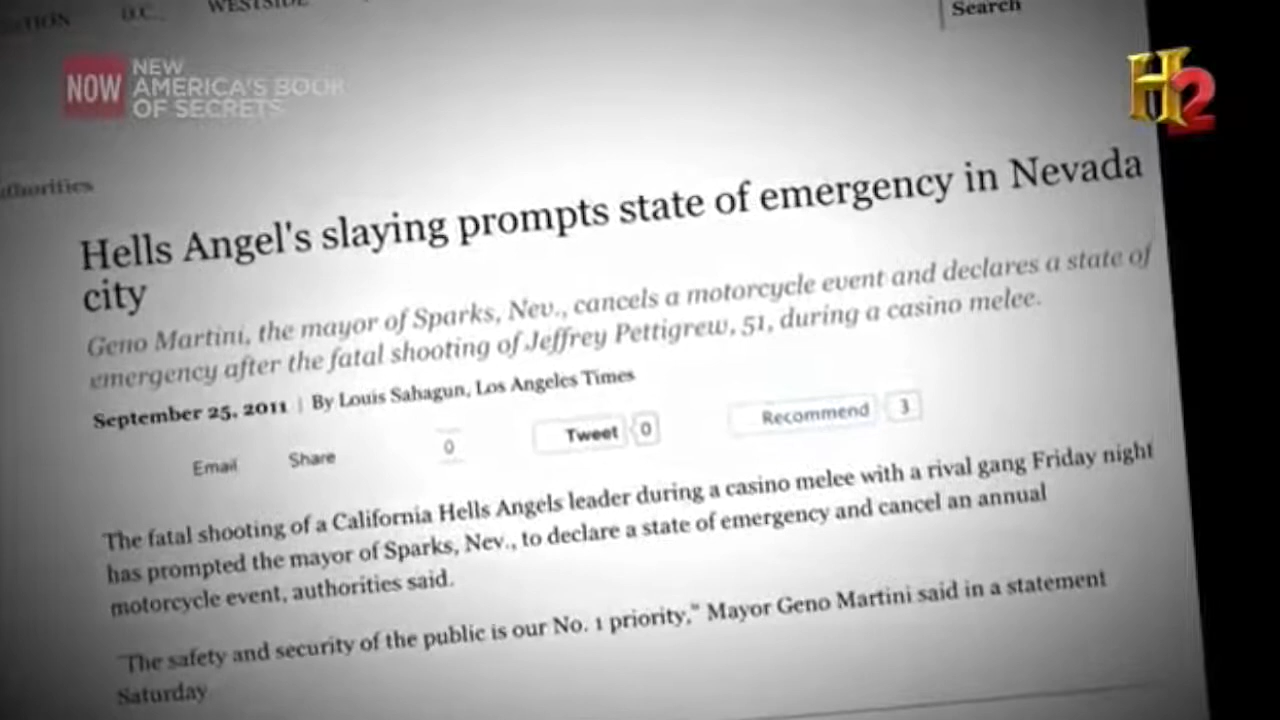 D.C.
WESTSIDE
Search
NOW
NEW
AMERICA'S BOOK
OF SECRETS
H2
Hells Angel's slaying prompts state of emergency in Nevada
city
Geno Martini, the mayor of Sparks, Nev., cancels a motorcycle event and declares a state of
emergency after the fatal shooting of Jeffrey Pettigrew, 51, during a casino melee.
September 25, 2011 | By Louis Sahagun, Los Angeles Times
Email Share 0 Tweet 0 Recommend 3
The fatal shooting of a California Hells Angels leader during a casino melee with a rival gang Friday night
has prompted the mayor of Sparks, Nev., to declare a state of emergency and cancel an annual
motorcycle event, authorities said.
"The safety and security of the public is our No. 1 priority," Mayor Geno Martini said in a statement
Saturday